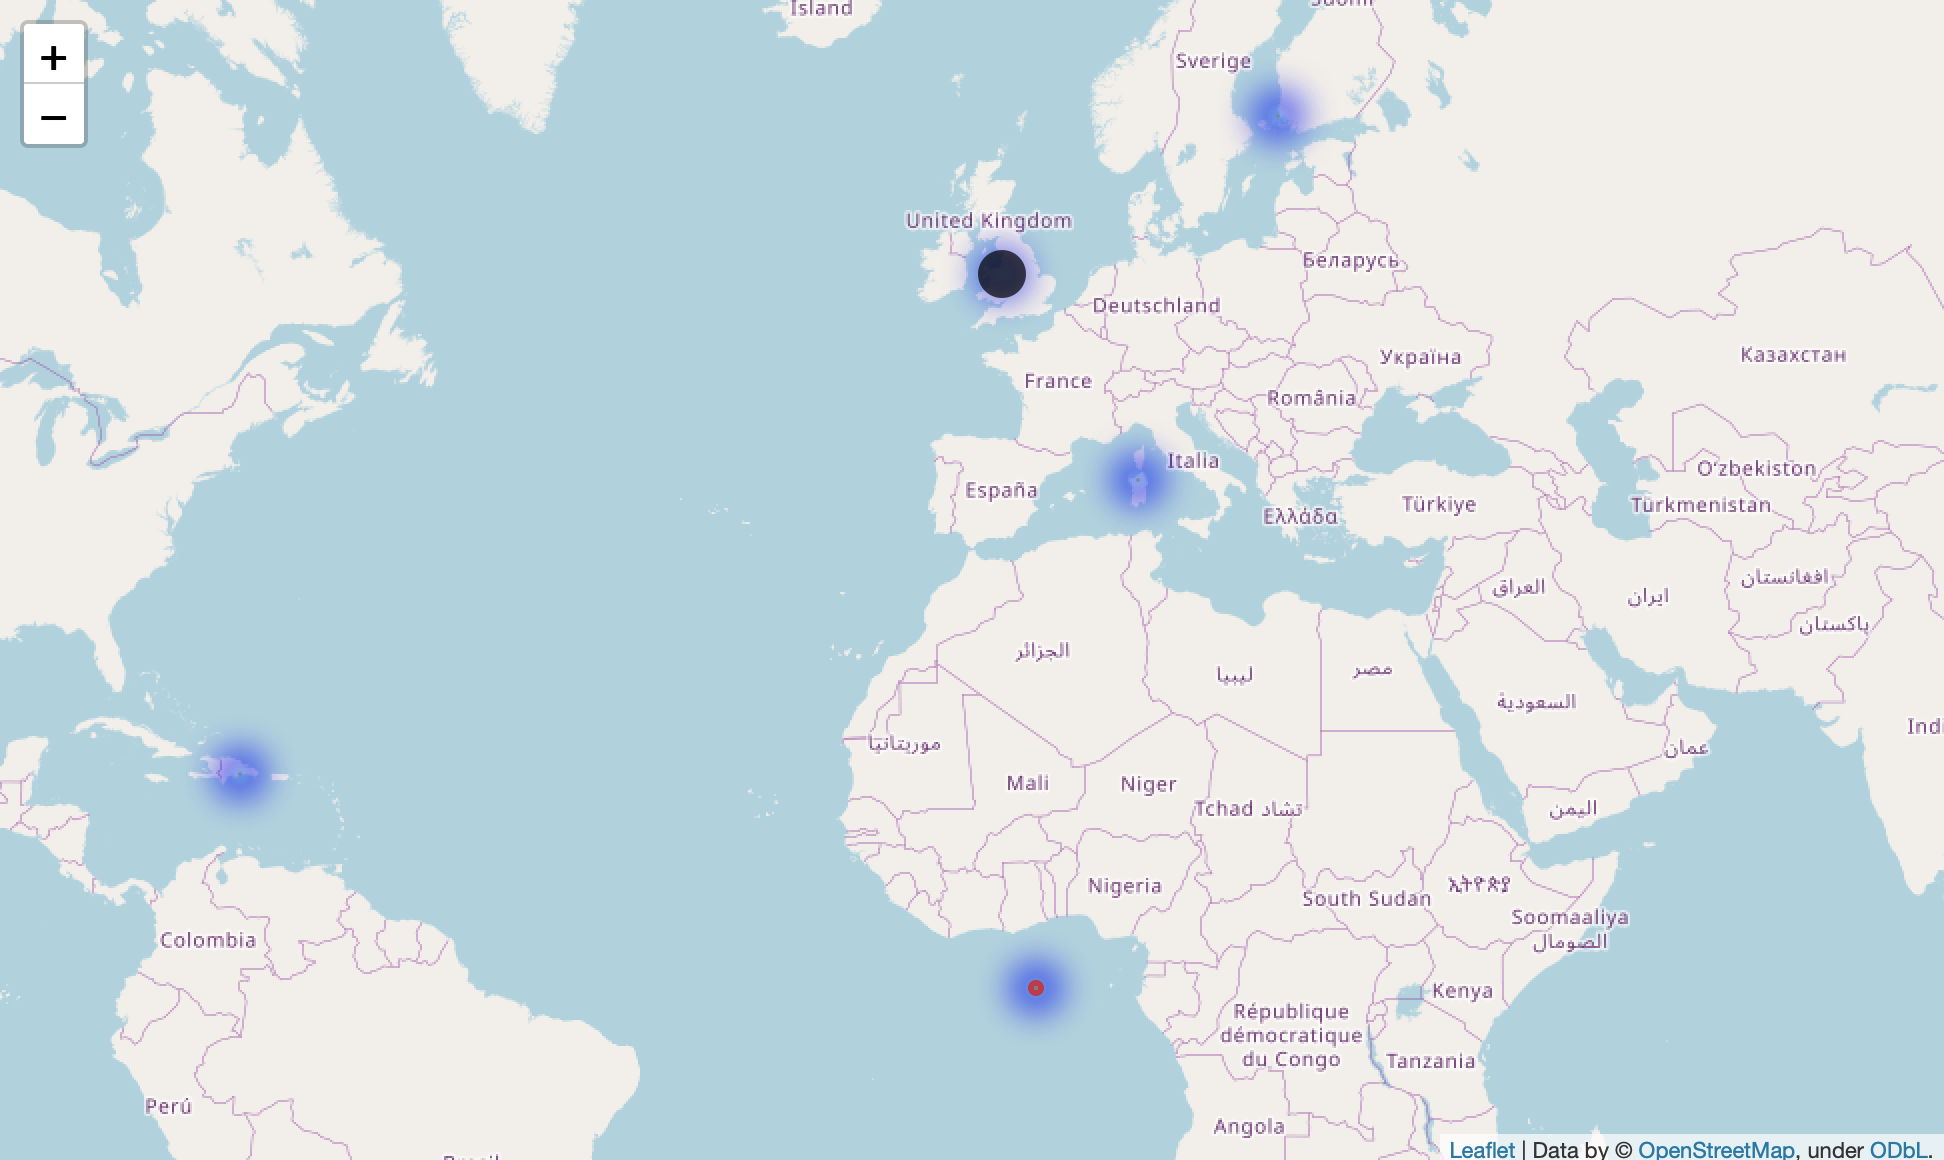 Ísland
Suomi
+
−
Sverige
United Kingdom
Беларусь
Deutschland
Україна
Казахстан
France
România
Italia
O'zbekiston
España
Türkiye
Türkmenistan
Ελλάδα
افغانستان
العراق
ایران
پاکستان
الجزائر
ليبيا
مصر
السعودية
Indi
موريتانيا
عمان
Mali
Niger
Tchad تشاد
اليمن
Nigeria
ኢትዮጵያ
South Sudan
Soomaaliya
الصومال
Colombia
Kenya
République
démocratique
du Congo
Tanzania
Perú
Angola
Brasil
Leaflet | Data by © OpenStreetMap, under ODbL.